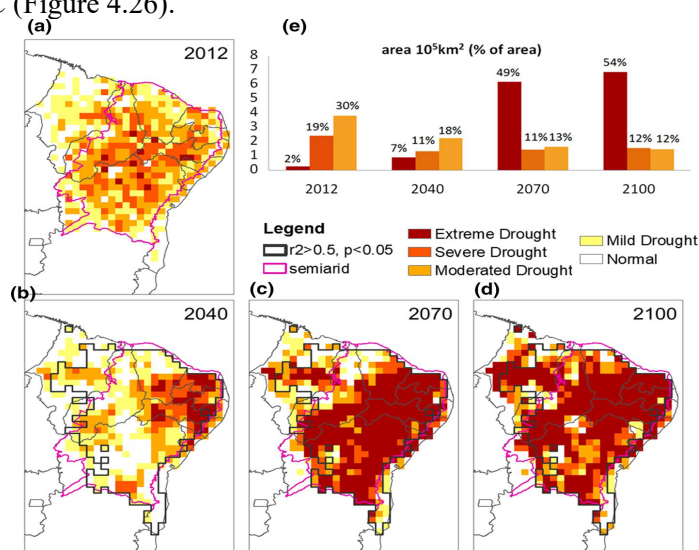 (Figure 4.26).
(a)
2012
(e)
area 10⁵km² (% of area)
8
7
6
5
4
3
2
1
0
2% 19% 30%
7% 11% 18%
49% 11% 13%
54% 12% 12%
2012 2040 2070 2100
Legend
r2>0.5, p<0.05
semiarid
Extreme Drought
Severe Drought
Moderated Drought
Mild Drought
Normal
(b)
2040
(c)
2070
(d)
2100